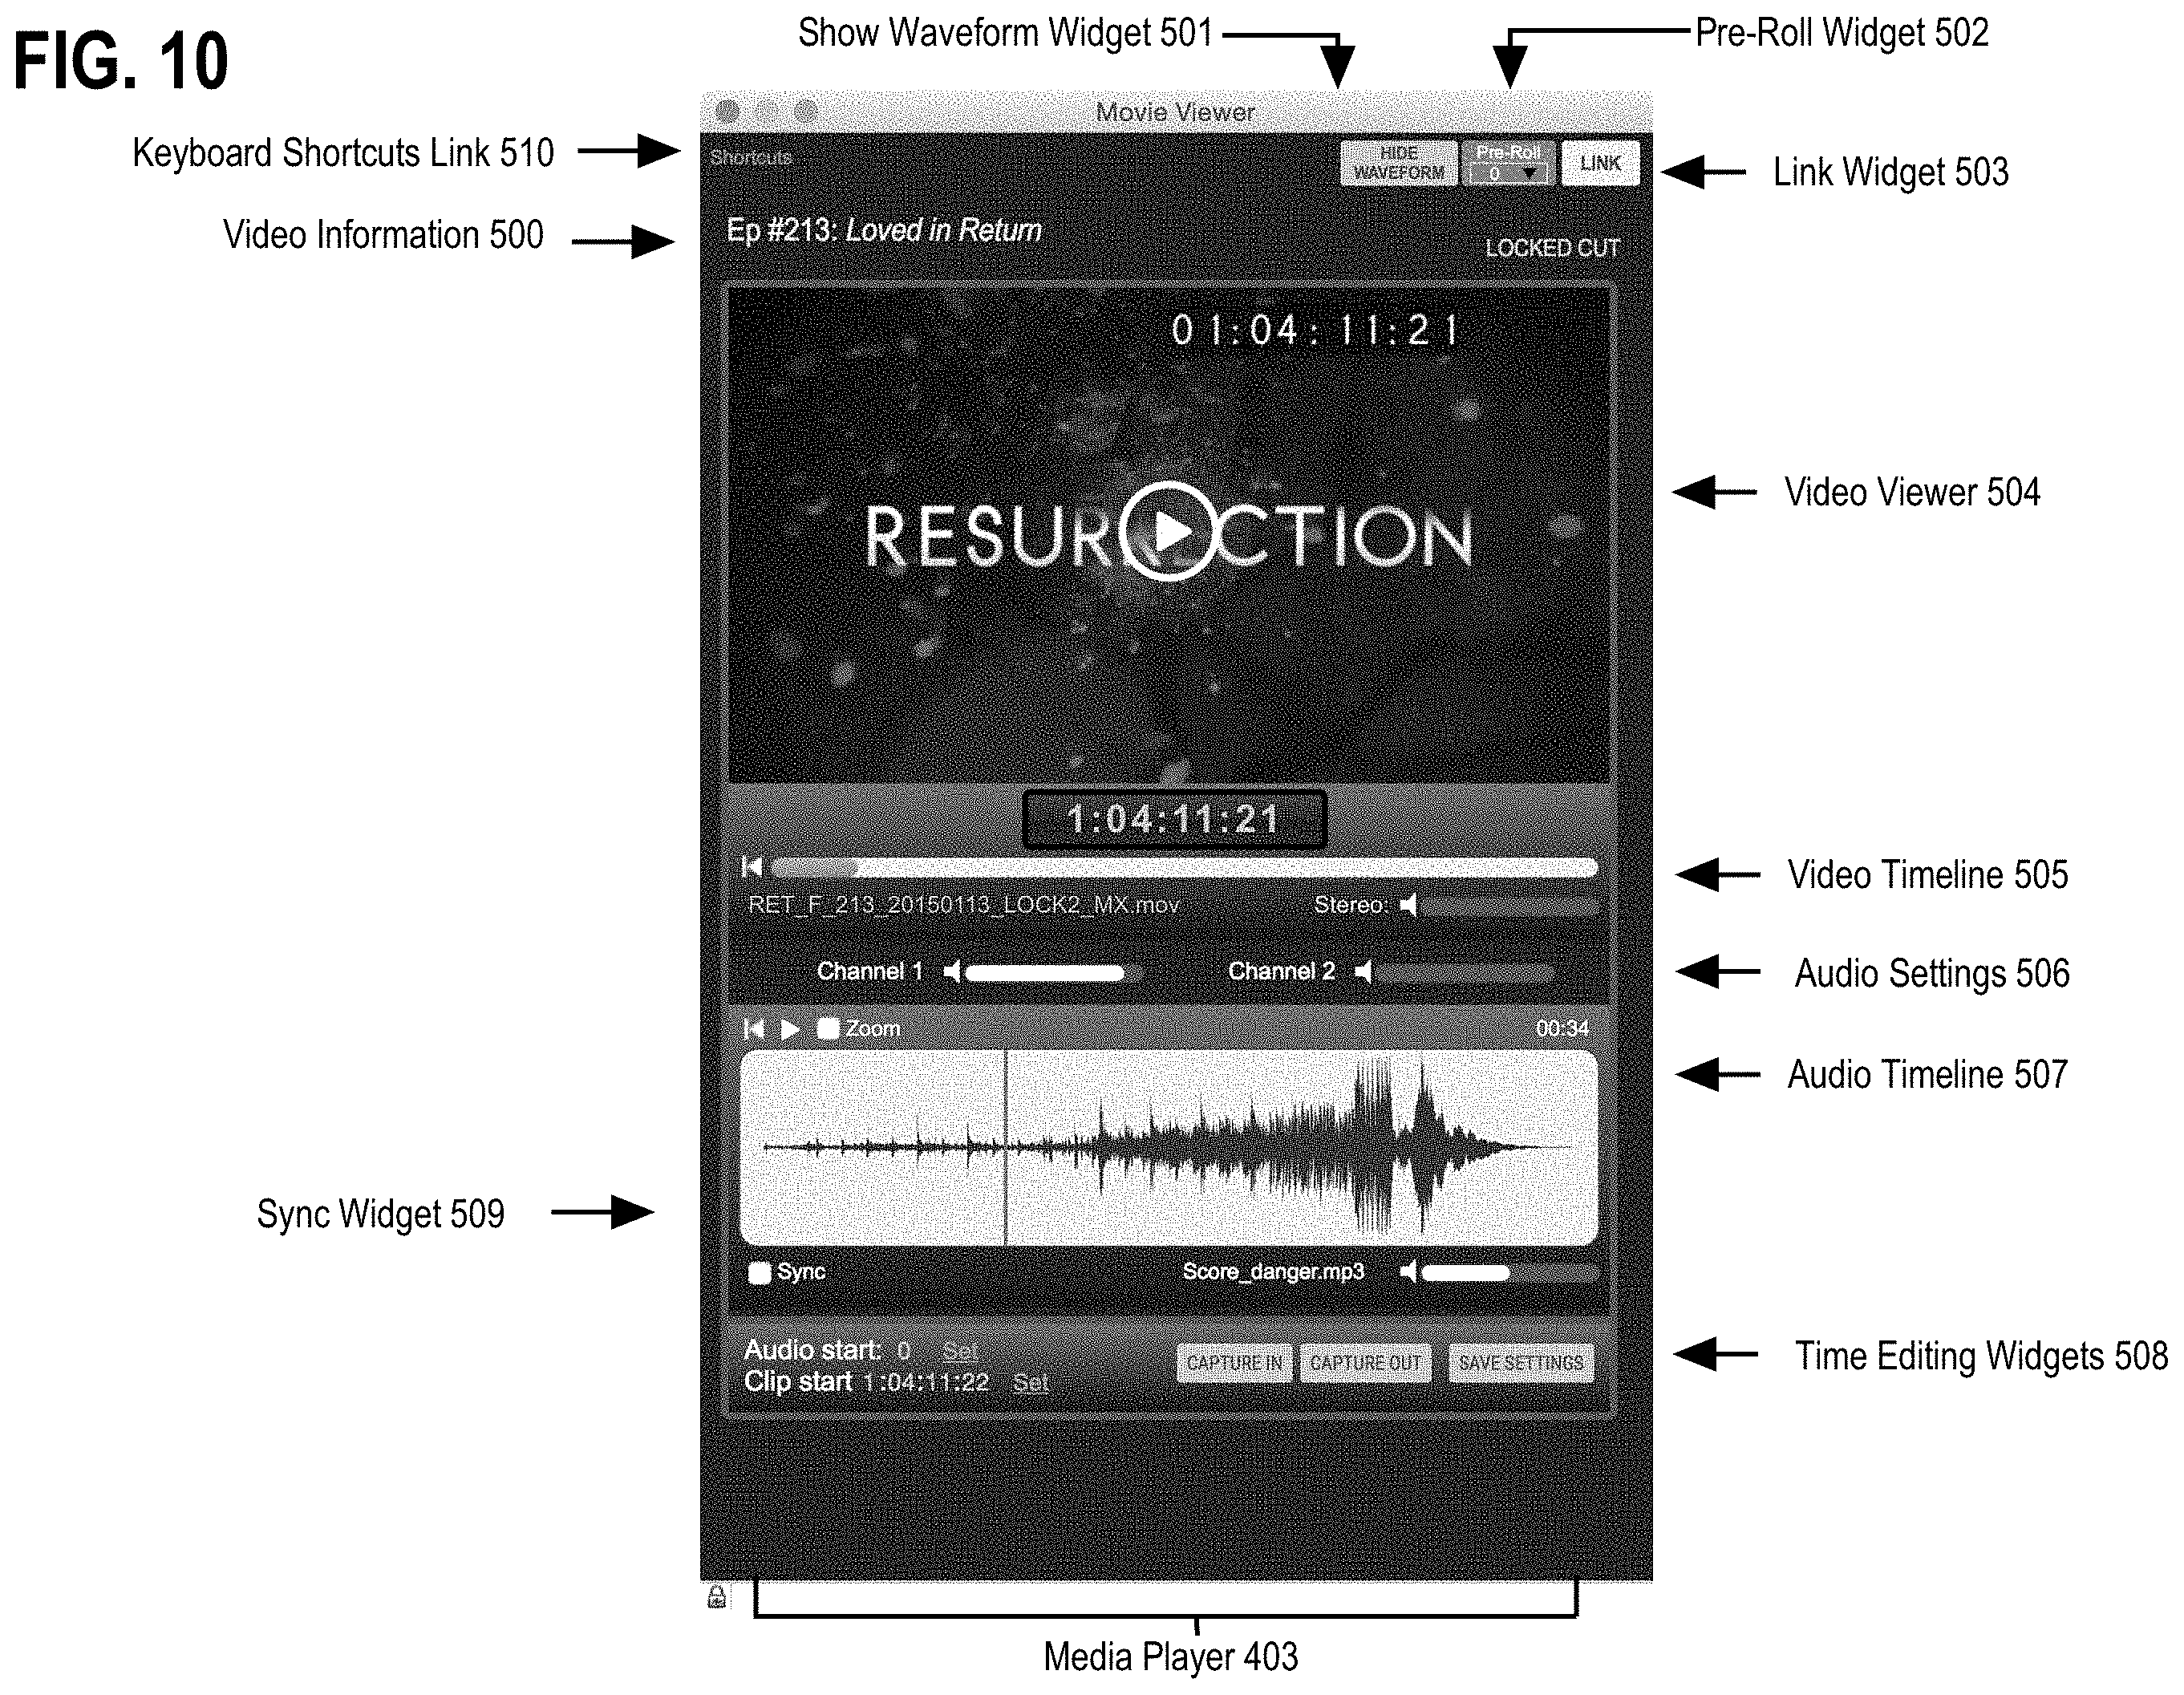 FIG. 10
Show Waveform Widget 501
Pre-Roll Widget 502
Movie Viewer
Keyboard Shortcuts Link 510
Shortcuts
HIDE
WAVEFORM
Pre-Roll
0
LINK
Link Widget 503
Video Information 500
Ep #213: Loved in Return
LOCKED CUT
01:04:11:21
RESUR CTION
Video Viewer 504
1:04:11:21
Video Timeline 505
RET_F_213_20150113_LOCK2_MX.mov
Stereo:
Channel 1
Channel 2
Audio Settings 506
Zoom
00:34
Audio Timeline 507
Sync Widget 509
Sync
Score_danger.mp3
Audio start: 0 Set
Clip start 1:04:11:22 Set
CAPTURE IN
CAPTURE OUT
SAVE SETTINGS
Time Editing Widgets 508
Media Player 403